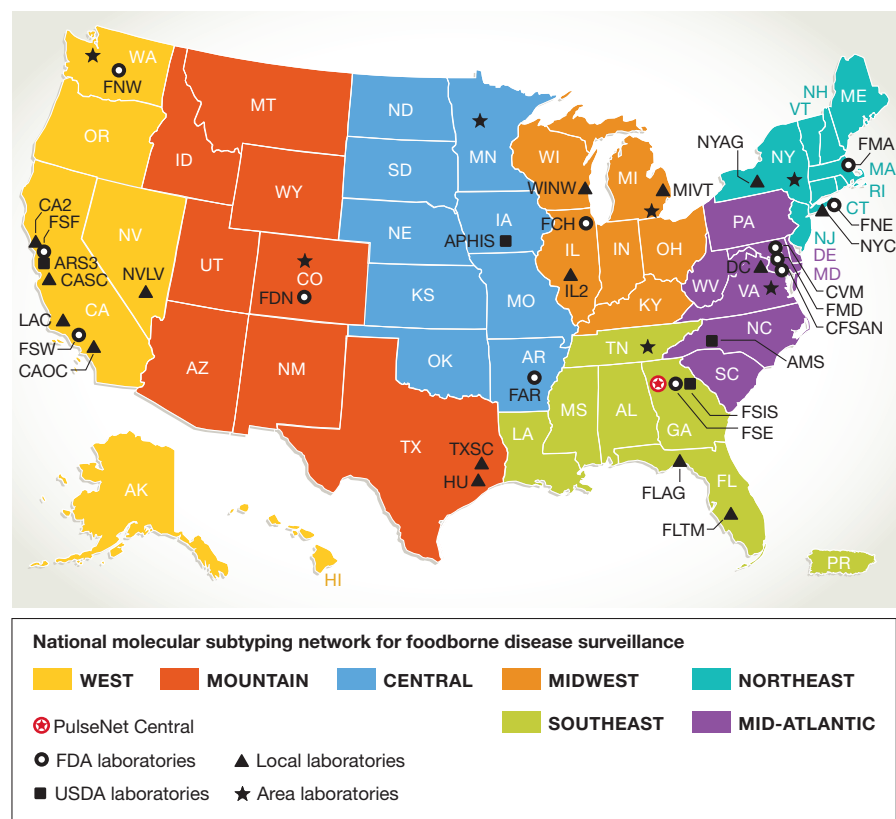 WA
FNW
MT
ND
MN
OR
ID
WY
SD
WI
WINW
MI
MIVT
NYAG
NY
NH
VT
ME
FMA
MA
RI
CT
FNE
NYC
NJ
DE
MD
CVM
FMD
CFSAN
PA
DC
WV
VA
NC
AMS
SC
CA2
FSF
ARS3
CASC
CA
LAC
FSW
CAOC
NV
NVLV
UT
CO
FDN
NE
IA
APHIS
KS
MO
FCH
IL
IL2
IN
OH
KY
AZ
NM
OK
AR
FAR
TN
TX
TXSC
HU
LA
MS
AL
GA
FSIS
FSE
FLAG
FL
FLTM
AK
HI
PR
National molecular subtyping network for foodborne disease surveillance
WEST MOUNTAIN CENTRAL MIDWEST NORTHEAST
SOUTHEAST MID-ATLANTIC
PulseNet Central
FDA laboratories Local laboratories
USDA laboratories Area laboratories